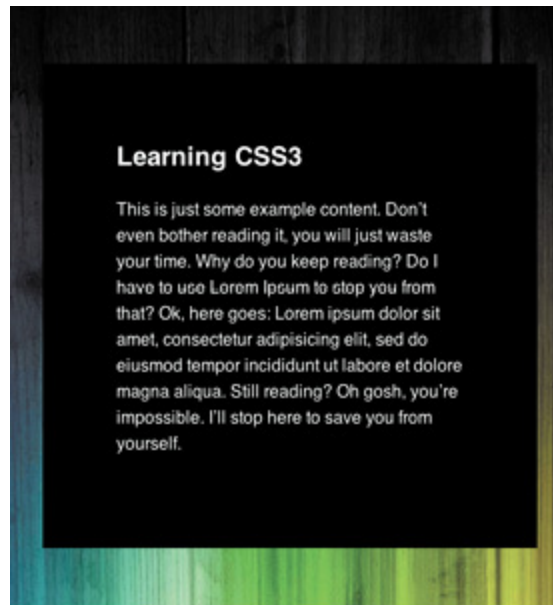 Learning CSS3
This is just some example content. Don't
even bother reading it, you will just waste
your time. Why do you keep reading? Do I
have to use Lorem Ipsum to stop you from
that? Ok, here goes: Lorem ipsum dolor sit
amet, consectetur adipisicing elit, sed do
eiusmod tempor incididunt ut labore et dolore
magna aliqua. Still reading? Oh gosh, you're
impossible. I'll stop here to save you from
yourself.